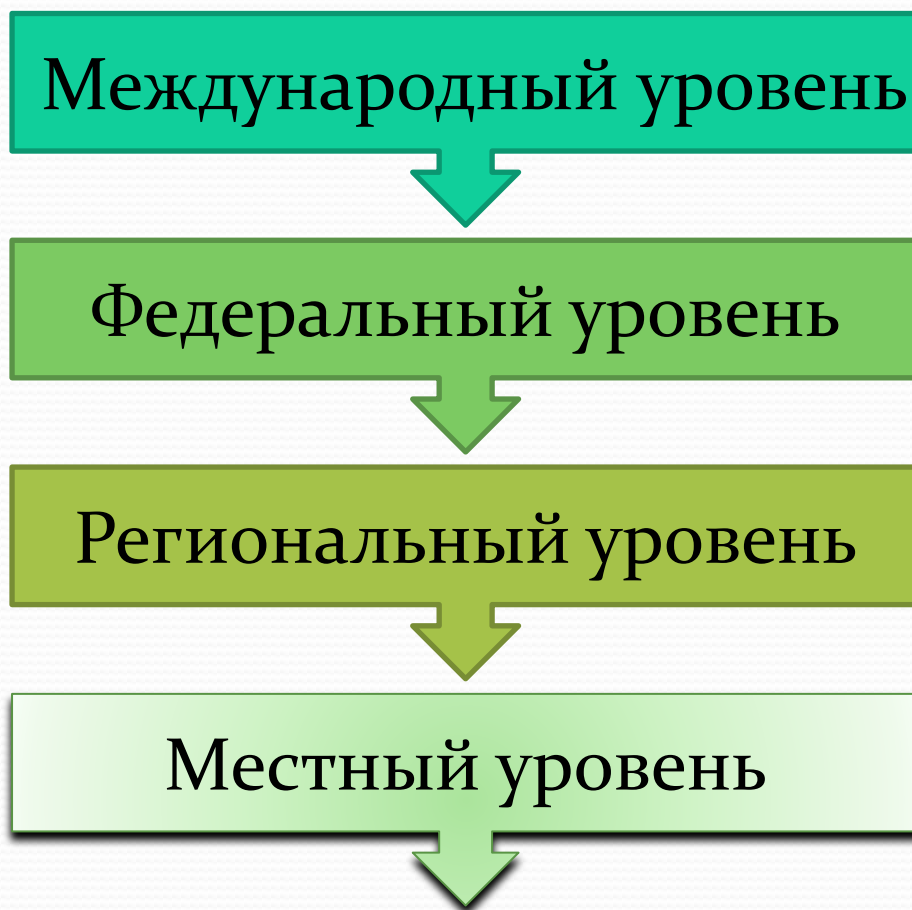 Международный уровень
Федеральный уровень
Региональный уровень
Местный уровень